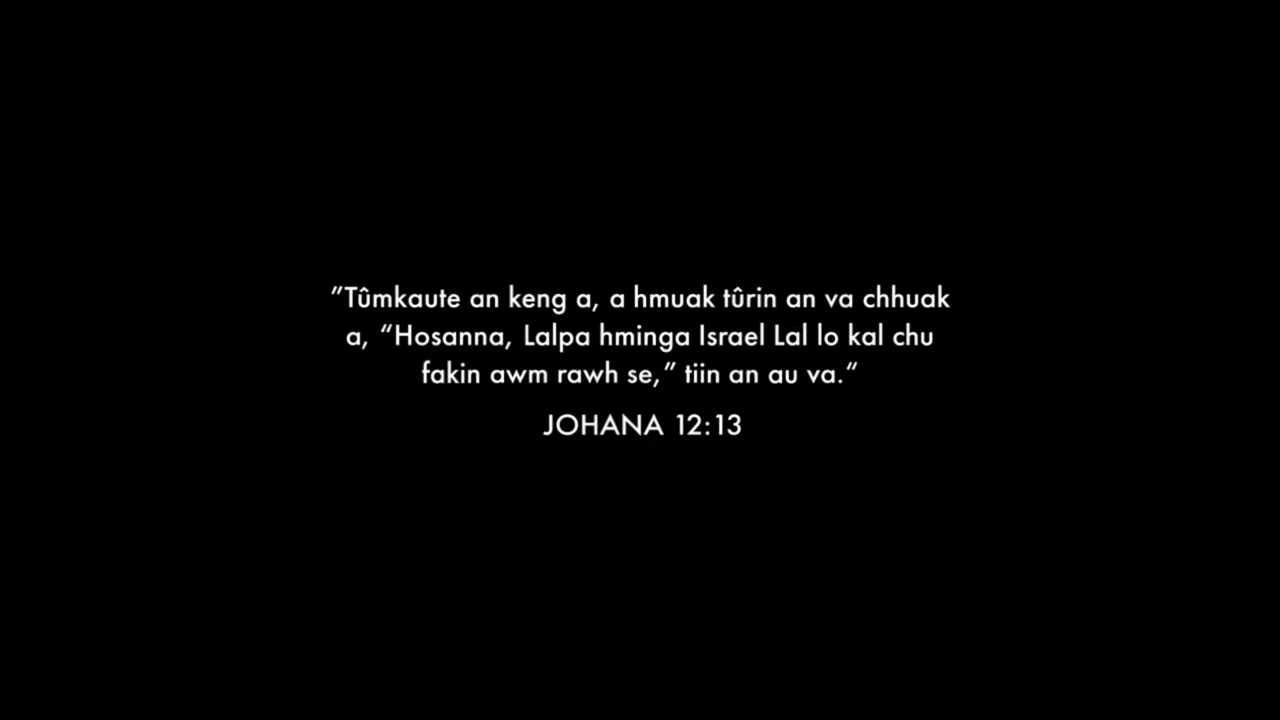 ”Tûmkaute an keng a, a hmuak tûrin an va chhuak
a, “Hosanna, Lalpa hminga Israel Lal lo kal chu
fakin awm rawh se,” tiin an au va.“
JOHANA 12:13